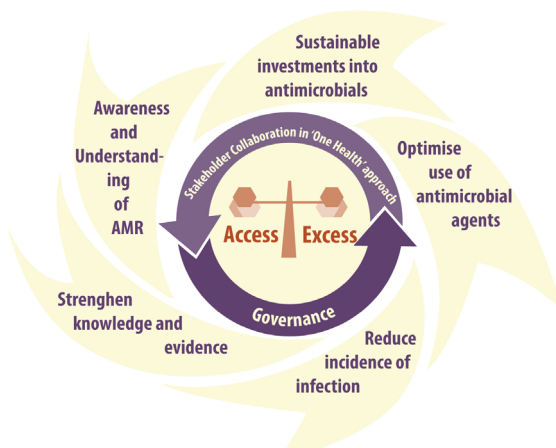 Sustainable
investments into
antimicrobials
Awareness
and
Understand-
ing
of
AMR
Stakeholder Collaboration in 'One Health' approach
Optimise
use of
antimicrobial
agents
Access Excess
Governance
Strenghen
knowledge and
evidence
Reduce
incidence of
infection